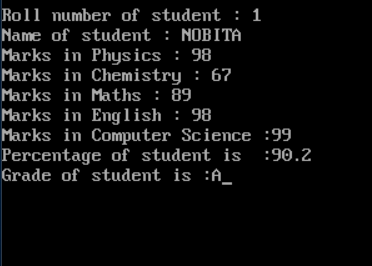 Roll number of student : 1
Name of student : NOBITA
Marks in Physics : 98
Marks in Chemistry : 67
Marks in Maths : 89
Marks in English : 98
Marks in Computer Science :99
Percentage of student is  :90.2
Grade of student is :A_